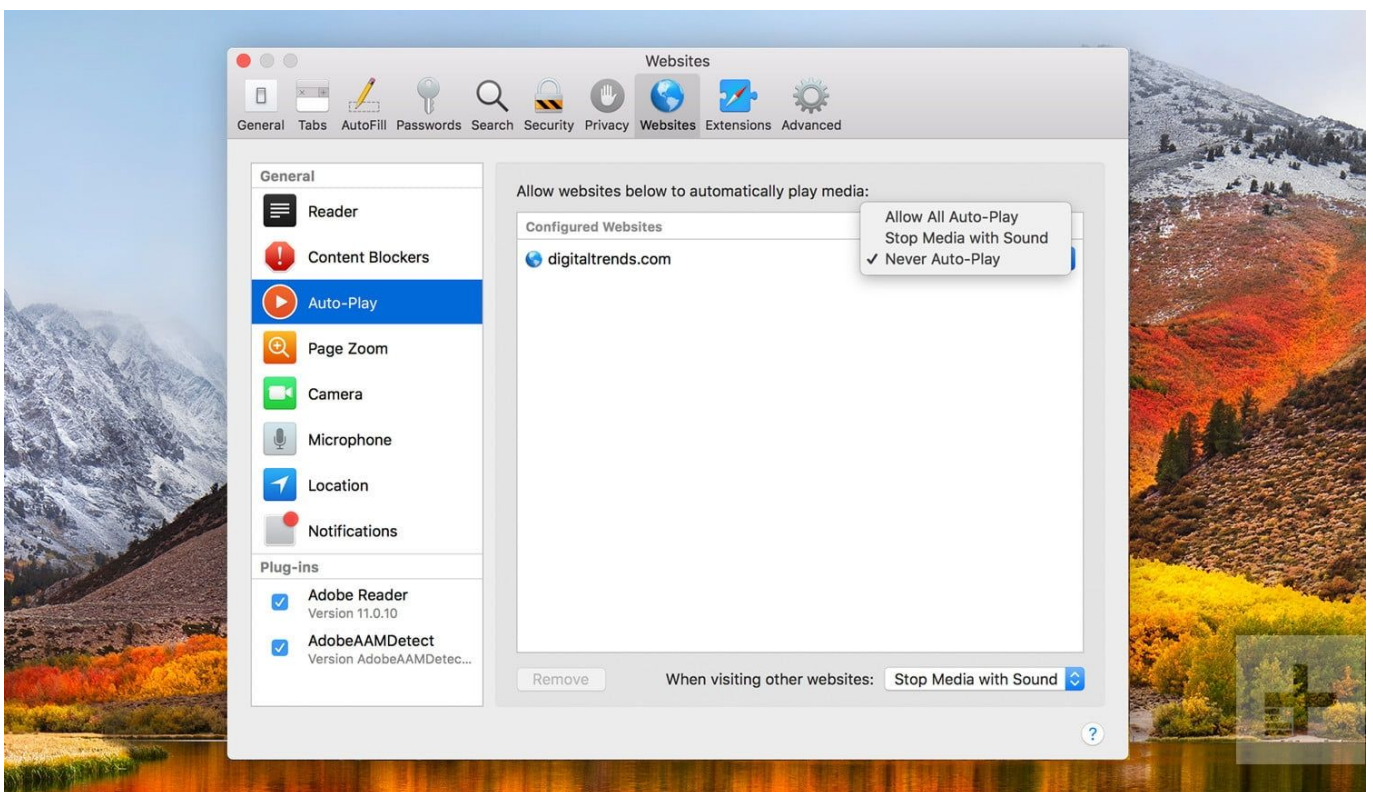 Websites
General Tabs AutoFill Passwords Search Security Privacy Websites Extensions Advanced
General
Reader
Content Blockers
Auto-Play
Page Zoom
Camera
Microphone
Location
Notifications
Plug-ins
Adobe Reader
Version 11.0.10
AdobeAAMDetect
Version AdobeAAMDetec...
Allow websites below to automatically play media:
Configured Websites
digitaltrends.com
Allow All Auto-Play
Stop Media with Sound
✓ Never Auto-Play
Remove
When visiting other websites: Stop Media with Sound
?